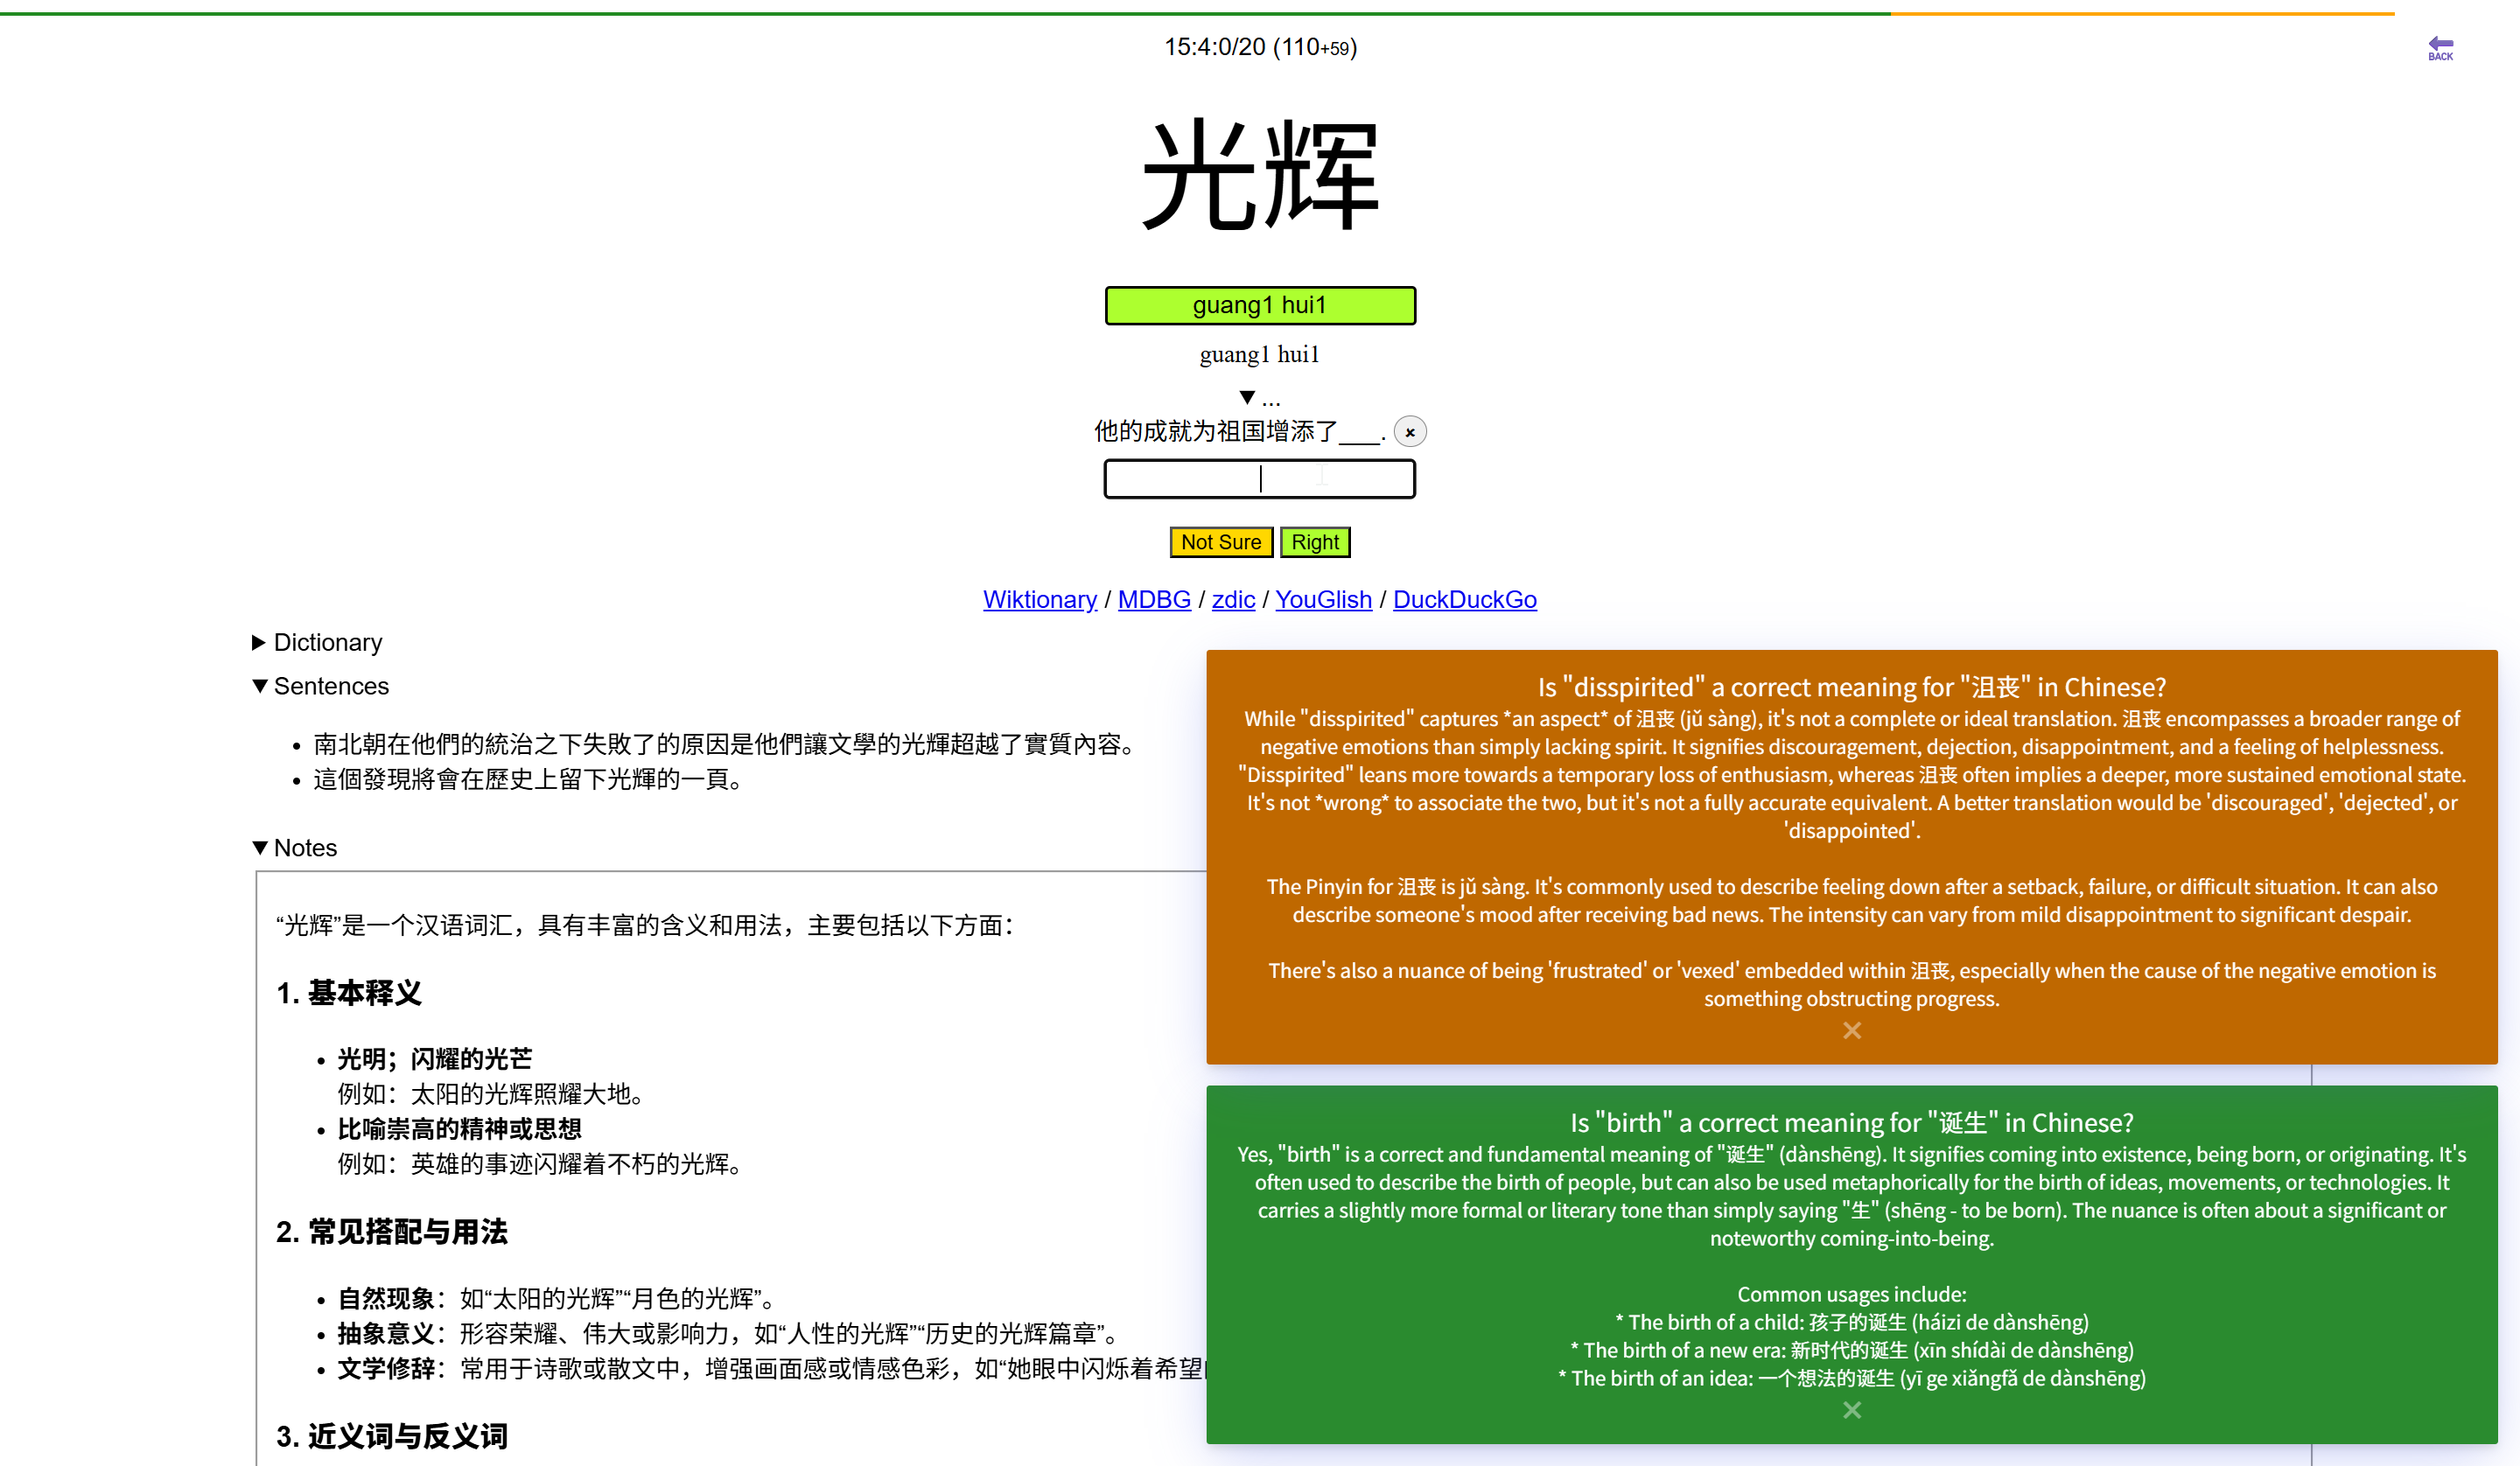 15:4:0/20 (110+59)
BACK
光辉
guang1 hui1
guang1 hui1
▼ ...
他的成就为祖国增添了___. ×
Not Sure Right
Wiktionary / MDBG / zdic / YouGlish / DuckDuckGo
▶ Dictionary
▼ Sentences
• 南北朝在他們的統治之下失敗了的原因是他們讓文學的光輝超越了實質內容。
• 這個發現將會在歷史上留下光輝的一頁。
▼ Notes
“光辉”是一个汉语词汇，具有丰富的含义和用法，主要包括以下方面：
1. 基本释义
• 光明；闪耀的光芒
例如：太阳的光辉照耀大地。
• 比喻崇高的精神或思想
例如：英雄的事迹闪耀着不朽的光辉。
2. 常见搭配与用法
• 自然现象：如“太阳的光辉”“月色的光辉”。
• 抽象意义：形容荣耀、伟大或影响力，如“人性的光辉”“历史的光辉篇章”。
• 文学修辞：常用于诗歌或散文中，增强画面感或情感色彩，如“她眼中闪烁着希望
3. 近义词与反义词
Is "disspirited" a correct meaning for "沮丧" in Chinese?
While "disspirited" captures *an aspect* of 沮丧 (jǔ sàng), it's not a complete or ideal translation. 沮丧 encompasses a broader range of
negative emotions than simply lacking spirit. It signifies discouragement, dejection, disappointment, and a feeling of helplessness.
"Disspirited" leans more towards a temporary loss of enthusiasm, whereas 沮丧 often implies a deeper, more sustained emotional state.
It's not *wrong* to associate the two, but it's not a fully accurate equivalent. A better translation would be 'discouraged', 'dejected', or
'disappointed'.
The Pinyin for 沮丧 is jǔ sàng. It's commonly used to describe feeling down after a setback, failure, or difficult situation. It can also
describe someone's mood after receiving bad news. The intensity can vary from mild disappointment to significant despair.
There's also a nuance of being 'frustrated' or 'vexed' embedded within 沮丧, especially when the cause of the negative emotion is
something obstructing progress.
×
Is "birth" a correct meaning for "诞生" in Chinese?
Yes, "birth" is a correct and fundamental meaning of "诞生" (dànshēng). It signifies coming into existence, being born, or originating. It's
often used to describe the birth of people, but can also be used metaphorically for the birth of ideas, movements, or technologies. It
carries a slightly more formal or literary tone than simply saying "生" (shēng - to be born). The nuance is often about a significant or
noteworthy coming-into-being.
Common usages include:
* The birth of a child: 孩子的诞生 (háizi de dànshēng)
* The birth of a new era: 新时代的诞生 (xīn shídài de dànshēng)
* The birth of an idea: 一个想法的诞生 (yī ge xiǎngfǎ de dànshēng)
×